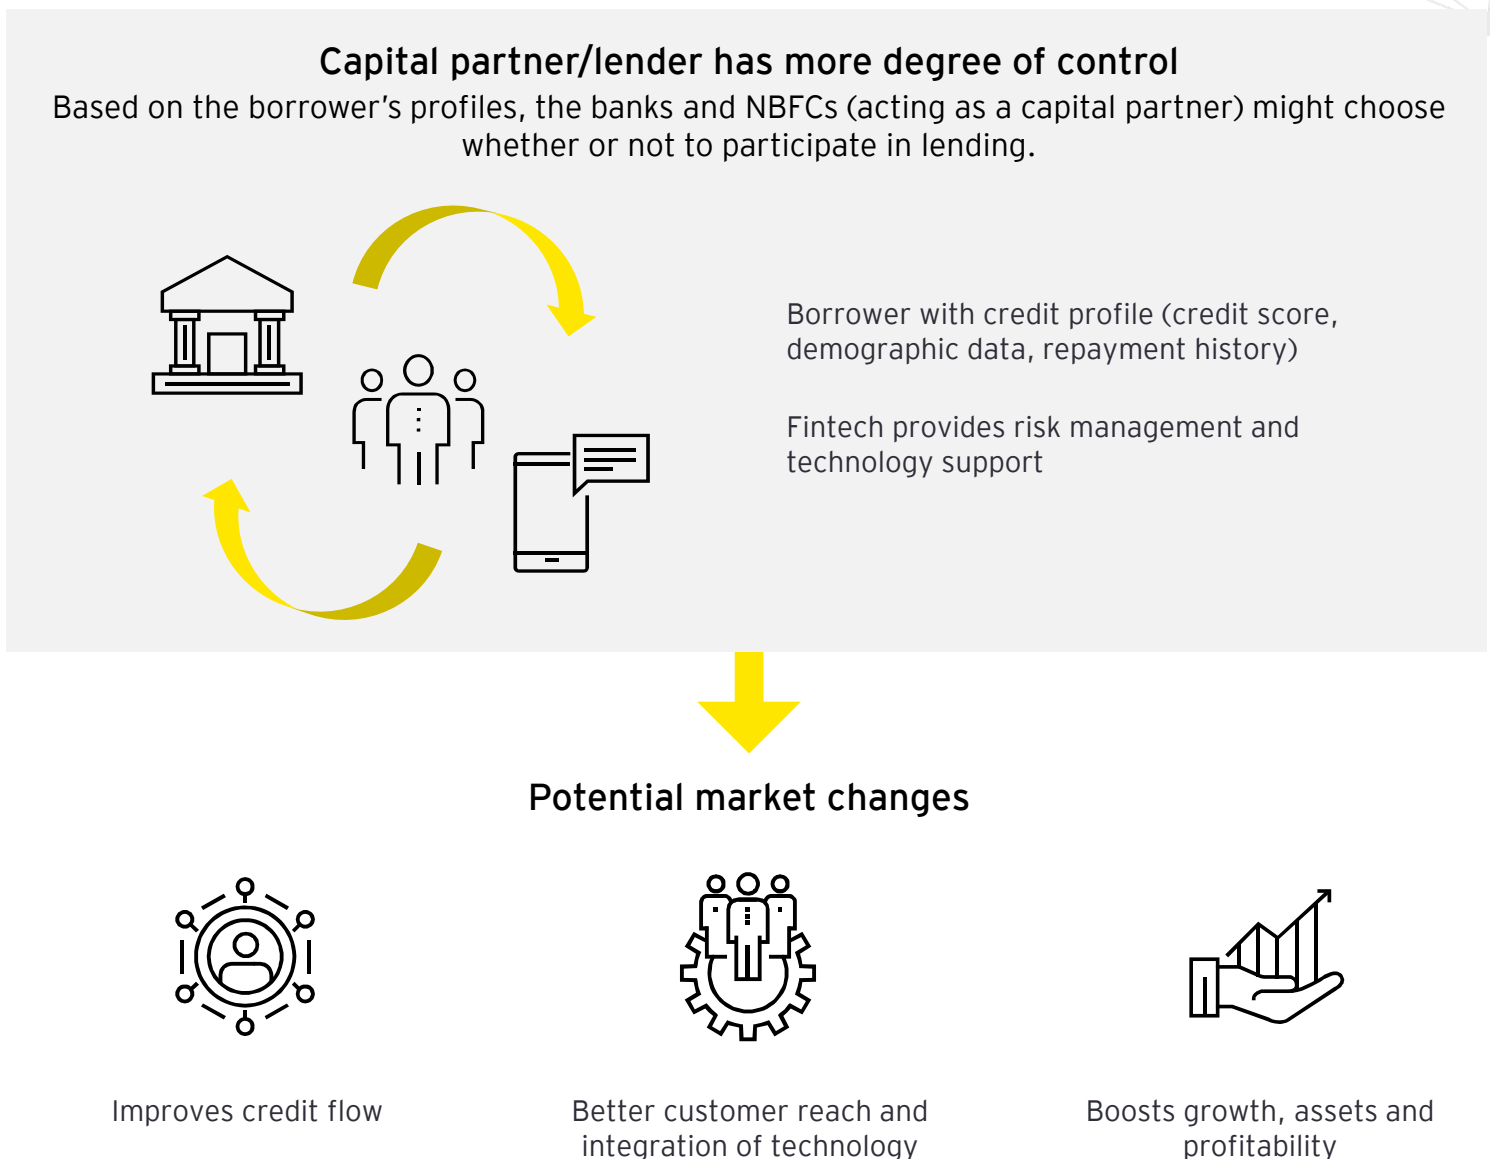 Capital partner/lender has more degree of control
Based on the borrower's profiles, the banks and NBFCs (acting as a capital partner) might choose
whether or not to participate in lending.
Borrower with credit profile (credit score,
demographic data, repayment history)
Fintech provides risk management and
technology support
Potential market changes
Improves credit flow
Better customer reach and
integration of technology
Boosts growth, assets and
profitability